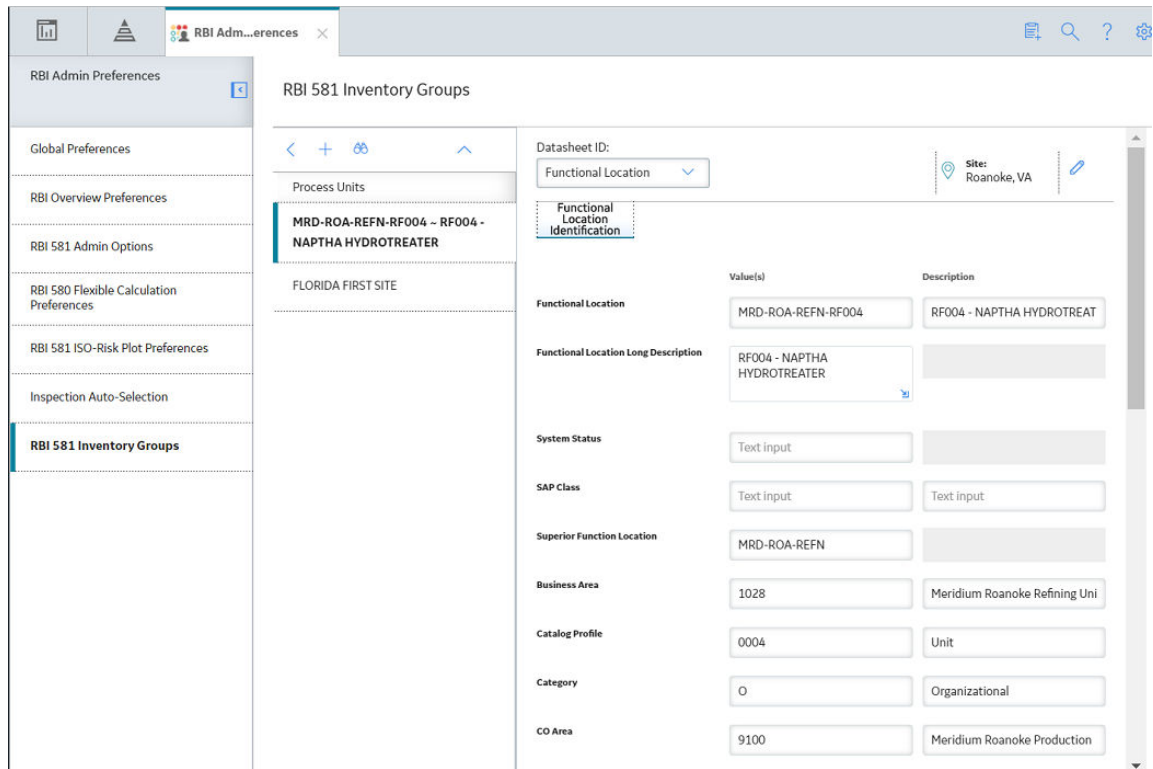 RBI Adm...erences
RBI Admin Preferences
Global Preferences
RBI Overview Preferences
RBI 581 Admin Options
RBI 580 Flexible Calculation
Preferences
RBI 581 ISO-Risk Plot Preferences
Inspection Auto-Selection
RBI 581 Inventory Groups
RBI 581 Inventory Groups
Process Units
MRD-ROA-REFN-RF004 ~ RF004 -
NAPTHA HYDROTREATER
FLORIDA FIRST SITE
Datasheet ID:
Functional Location
Site:
Roanoke, VA
Functional
Location
Identification
Value(s) Description
Functional Location MRD-ROA-REFN-RF004 RF004 - NAPTHA HYDROTREAT
Functional Location Long Description RF004 - NAPTHA
HYDROTREATER
System Status Text input
SAP Class Text input Text input
Superior Function Location MRD-ROA-REFN
Business Area 1028 Meridium Roanoke Refining Uni
Catalog Profile 0004 Unit
Category O Organizational
CO Area 9100 Meridium Roanoke Production